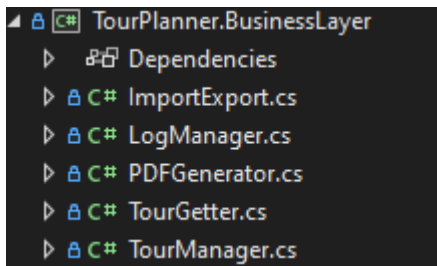 C# TourPlanner.BusinessLayer
Dependencies
C# ImportExport.cs
C# LogManager.cs
C# PDFGenerator.cs
C# TourGetter.cs
C# TourManager.cs